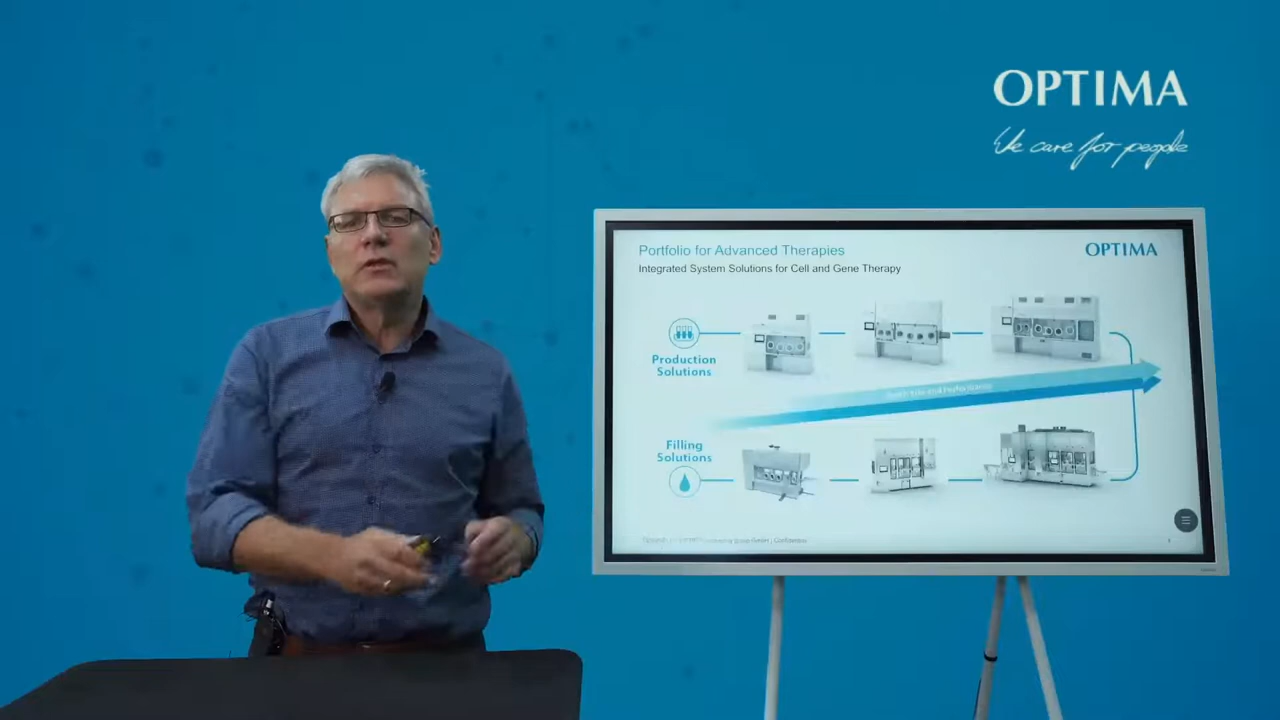 OPTIMA
We care for people
Portfolio for Advanced Therapies
OPTIMA
Integrated System Solutions for Cell and Gene Therapy
Production
Solutions
Filling
Solutions